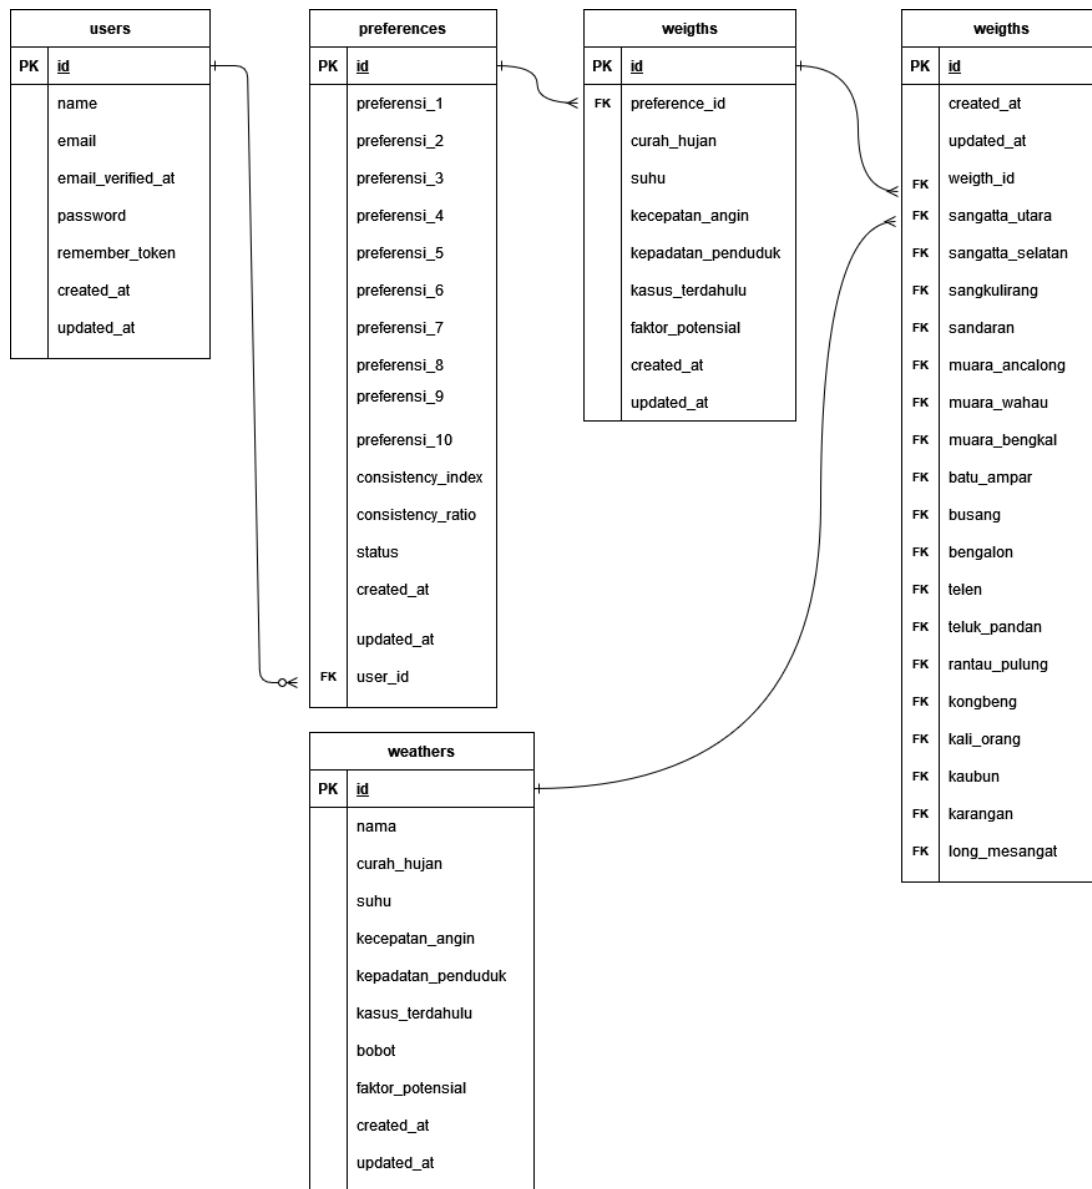 users
PK id
name
email
email_verified_at
password
remember_token
created_at
updated_at
preferences
PK id
preferensi_1
preferensi_2
preferensi_3
preferensi_4
preferensi_5
preferensi_6
preferensi_7
preferensi_8
preferensi_9
preferensi_10
consistency_index
consistency_ratio
status
created_at
updated_at
FK user_id
weigths
PK id
FK preference_id
curah_hujan
suhu
kecepatan_angin
kepadatan_penduduk
kasus_terdahulu
faktor_potensial
created_at
updated_at
weigths
PK id
created_at
updated_at
FK weigth_id
FK sangatta_utara
FK sangatta_selatan
FK sangkulirang
FK sandaran
FK muara_ancalong
FK muara_wahau
FK muara_bengkal
FK batu_ampar
FK busang
FK bengalon
FK telen
FK teluk_pandan
FK rantau_pulung
FK kongbeng
FK kali_orang
FK kaubun
FK karangan
FK long_mesangat
weathers
PK id
nama
curah_hujan
suhu
kecepatan_angin
kepadatan_penduduk
kasus_terdahulu
bobot
faktor_potensial
created_at
updated_at